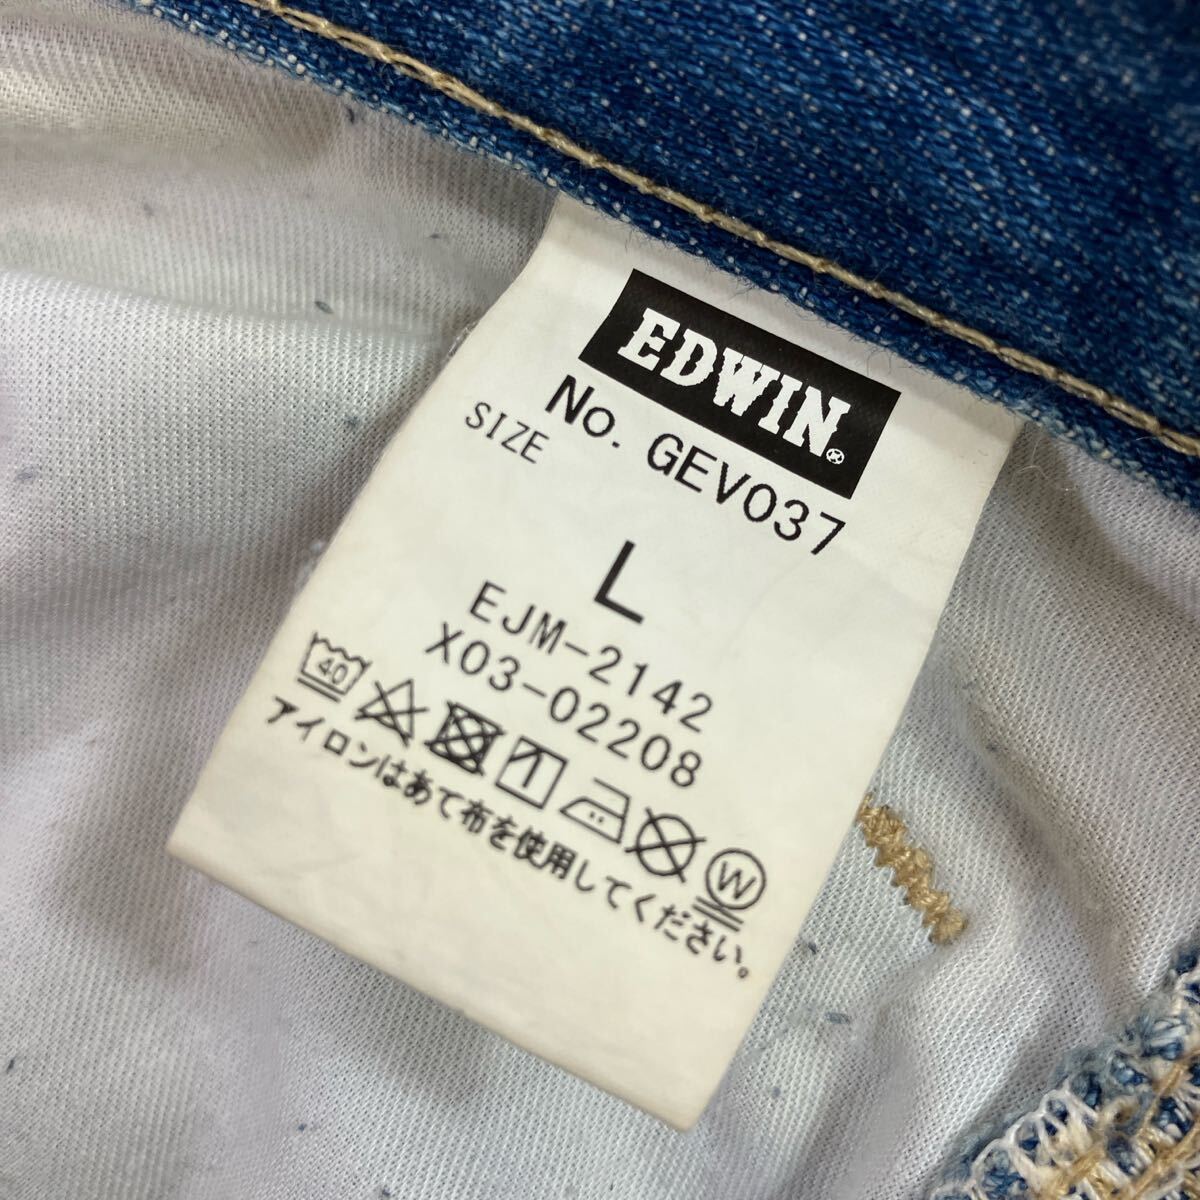 EDWIN
No. GEV037
SIZE
L
EJM-2142
X03-02208
40
W
アイロンはあて布を使用してください。